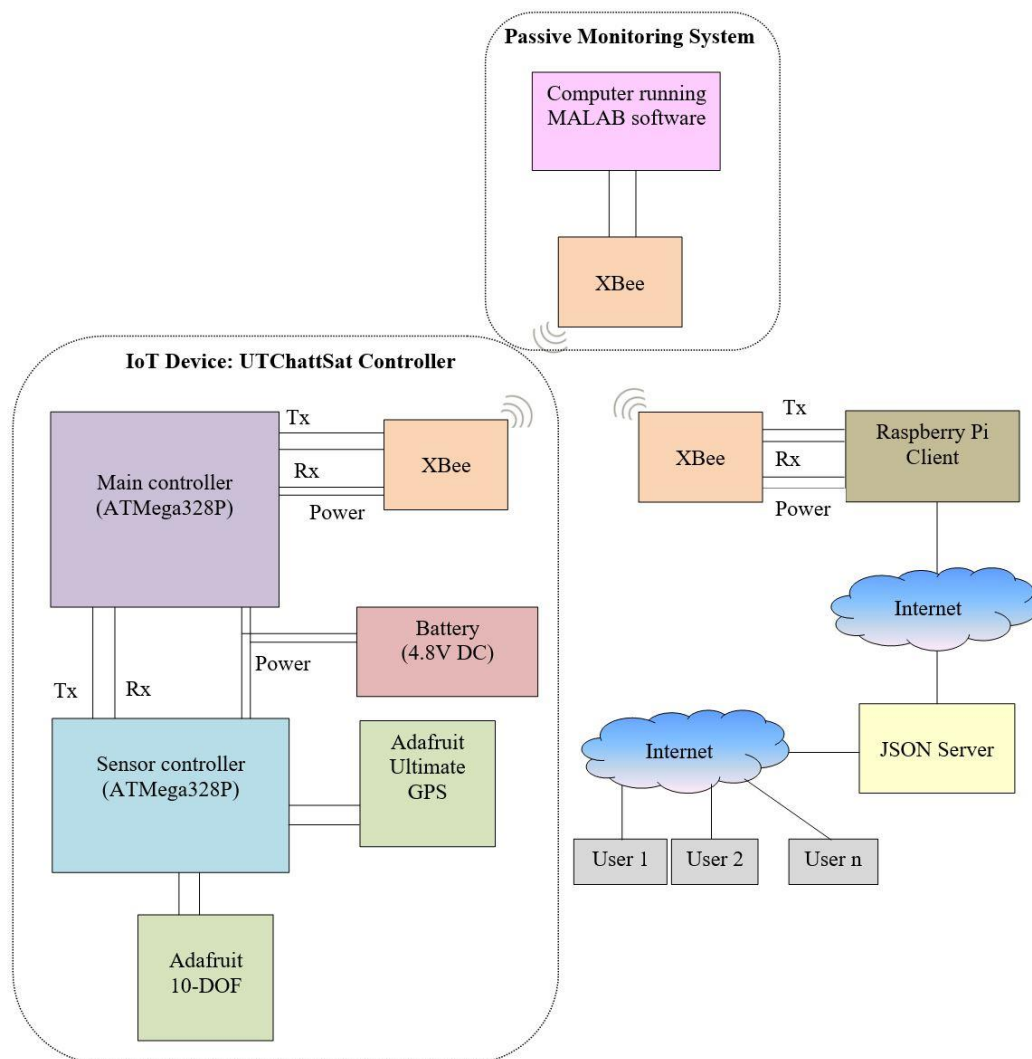 Passive Monitoring System
Computer running
MALAB software
XBee
IoT Device: UTChattSat Controller
Main controller
(ATMega328P)
Tx
Rx
Power
XBee
Battery
(4.8V DC)
Power
Tx
Rx
Sensor controller
(ATMega328P)
Adafruit
Ultimate
GPS
Adafruit
10-DOF
XBee
Tx
Rx
Power
Raspberry Pi
Client
Internet
JSON Server
Internet
User 1
User 2
User n